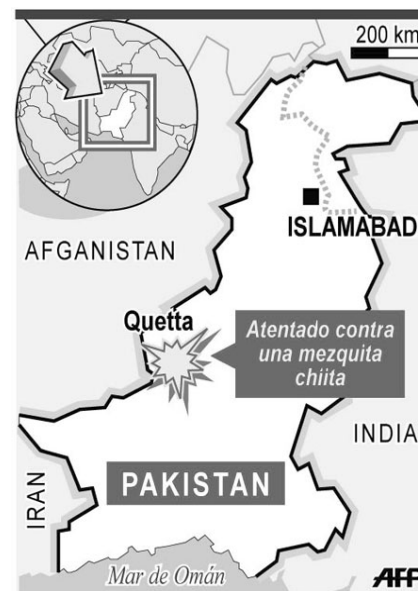 200 km
ISLAMABAD
AFGANISTAN
Quetta
Atentado contra
una mezquita
chiita
INDIA
PAKISTAN
IRAN
Mar de Omán
AFP